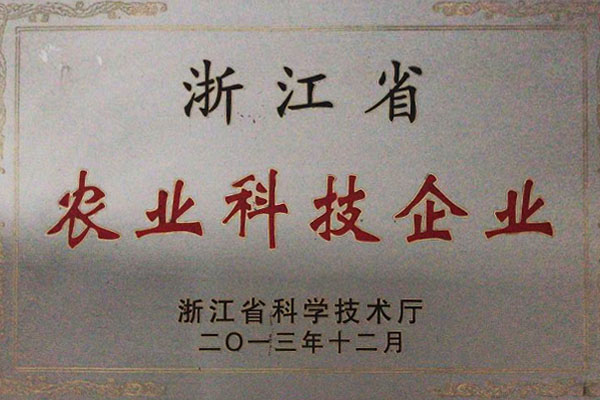 浙江省
农业科技企业
浙江省科学技术厅
二〇一三年十二月